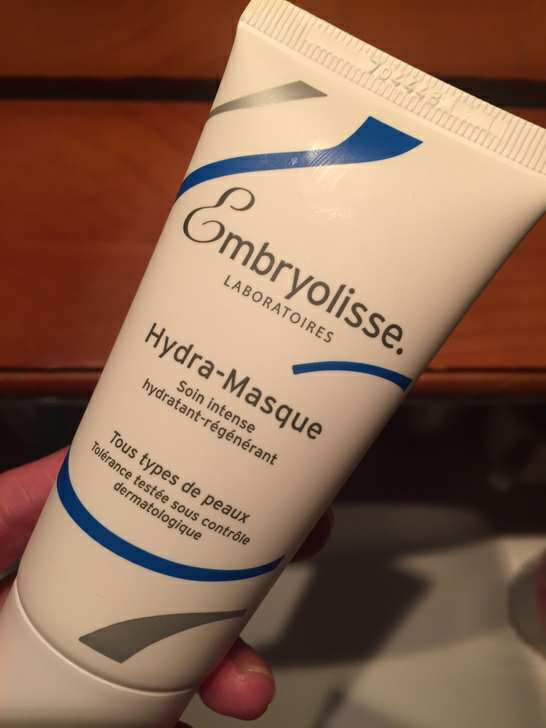 Embryolisse.
LABORATOIRES
Hydra-Masque
Soin intense
hydratant-régénérant
Tous types de peaux
Tolérance testée sous contrôle
dermatologique